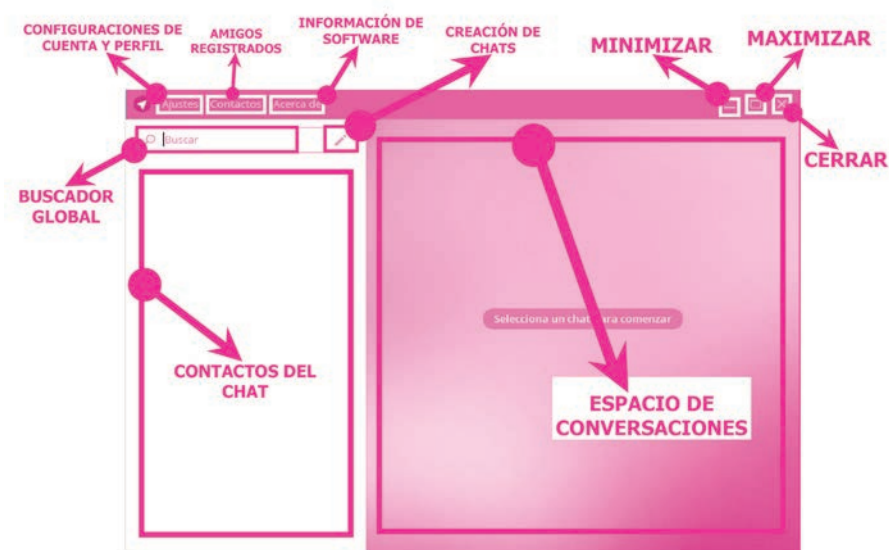 CONFIGURACIONES DE
CUENTA Y PERFIL
AMIGOS
REGISTRADOS
INFORMACIÓN DE
SOFTWARE
CREACIÓN DE
CHATS
MINIMIZAR
MAXIMIZAR
Ajustes
Contactos
Acerca de
Buscar
CERRAR
BUSCADOR
GLOBAL
Selecciona un chat para comenzar
CONTACTOS DEL
CHAT
ESPACIO DE
CONVERSACIONES